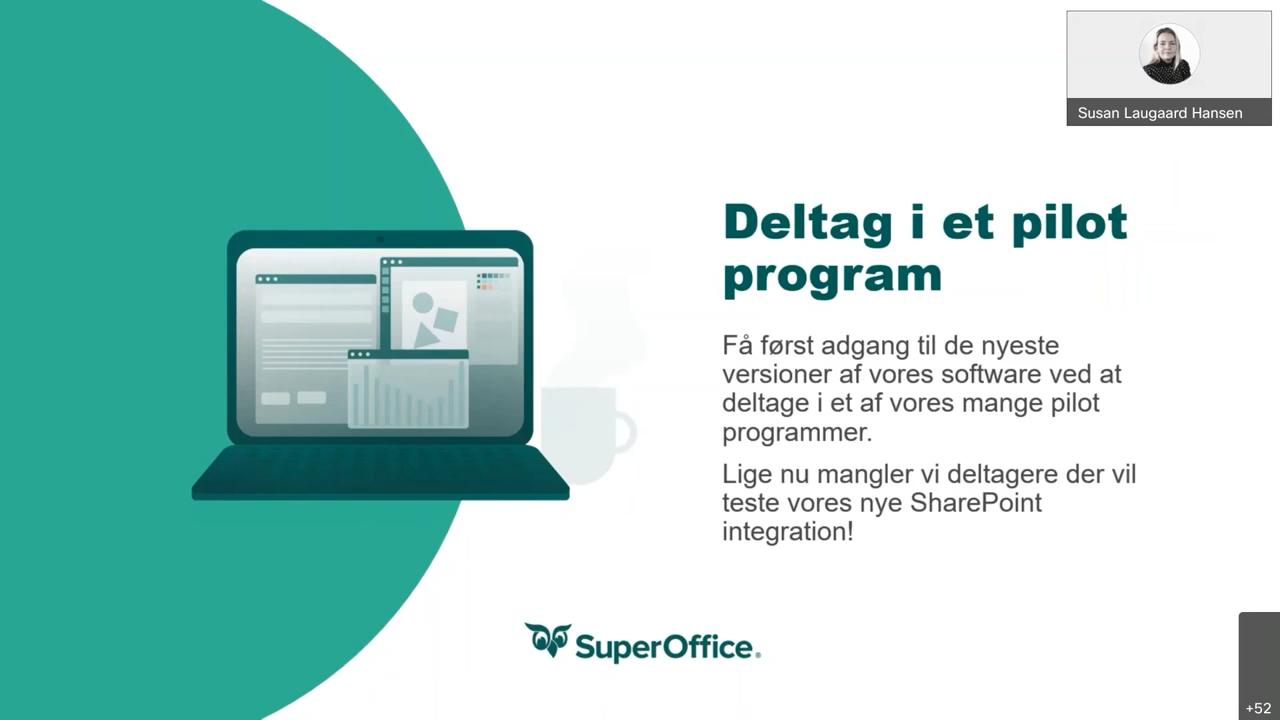 Susan Laugaard Hansen
Deltag i et pilot
program
Få først adgang til de nyeste
versioner af vores software ved at
deltage i et af vores mange pilot
programmer.
Lige nu mangler vi deltagere der vil
teste vores nye SharePoint
integration!
SuperOffice®
+52